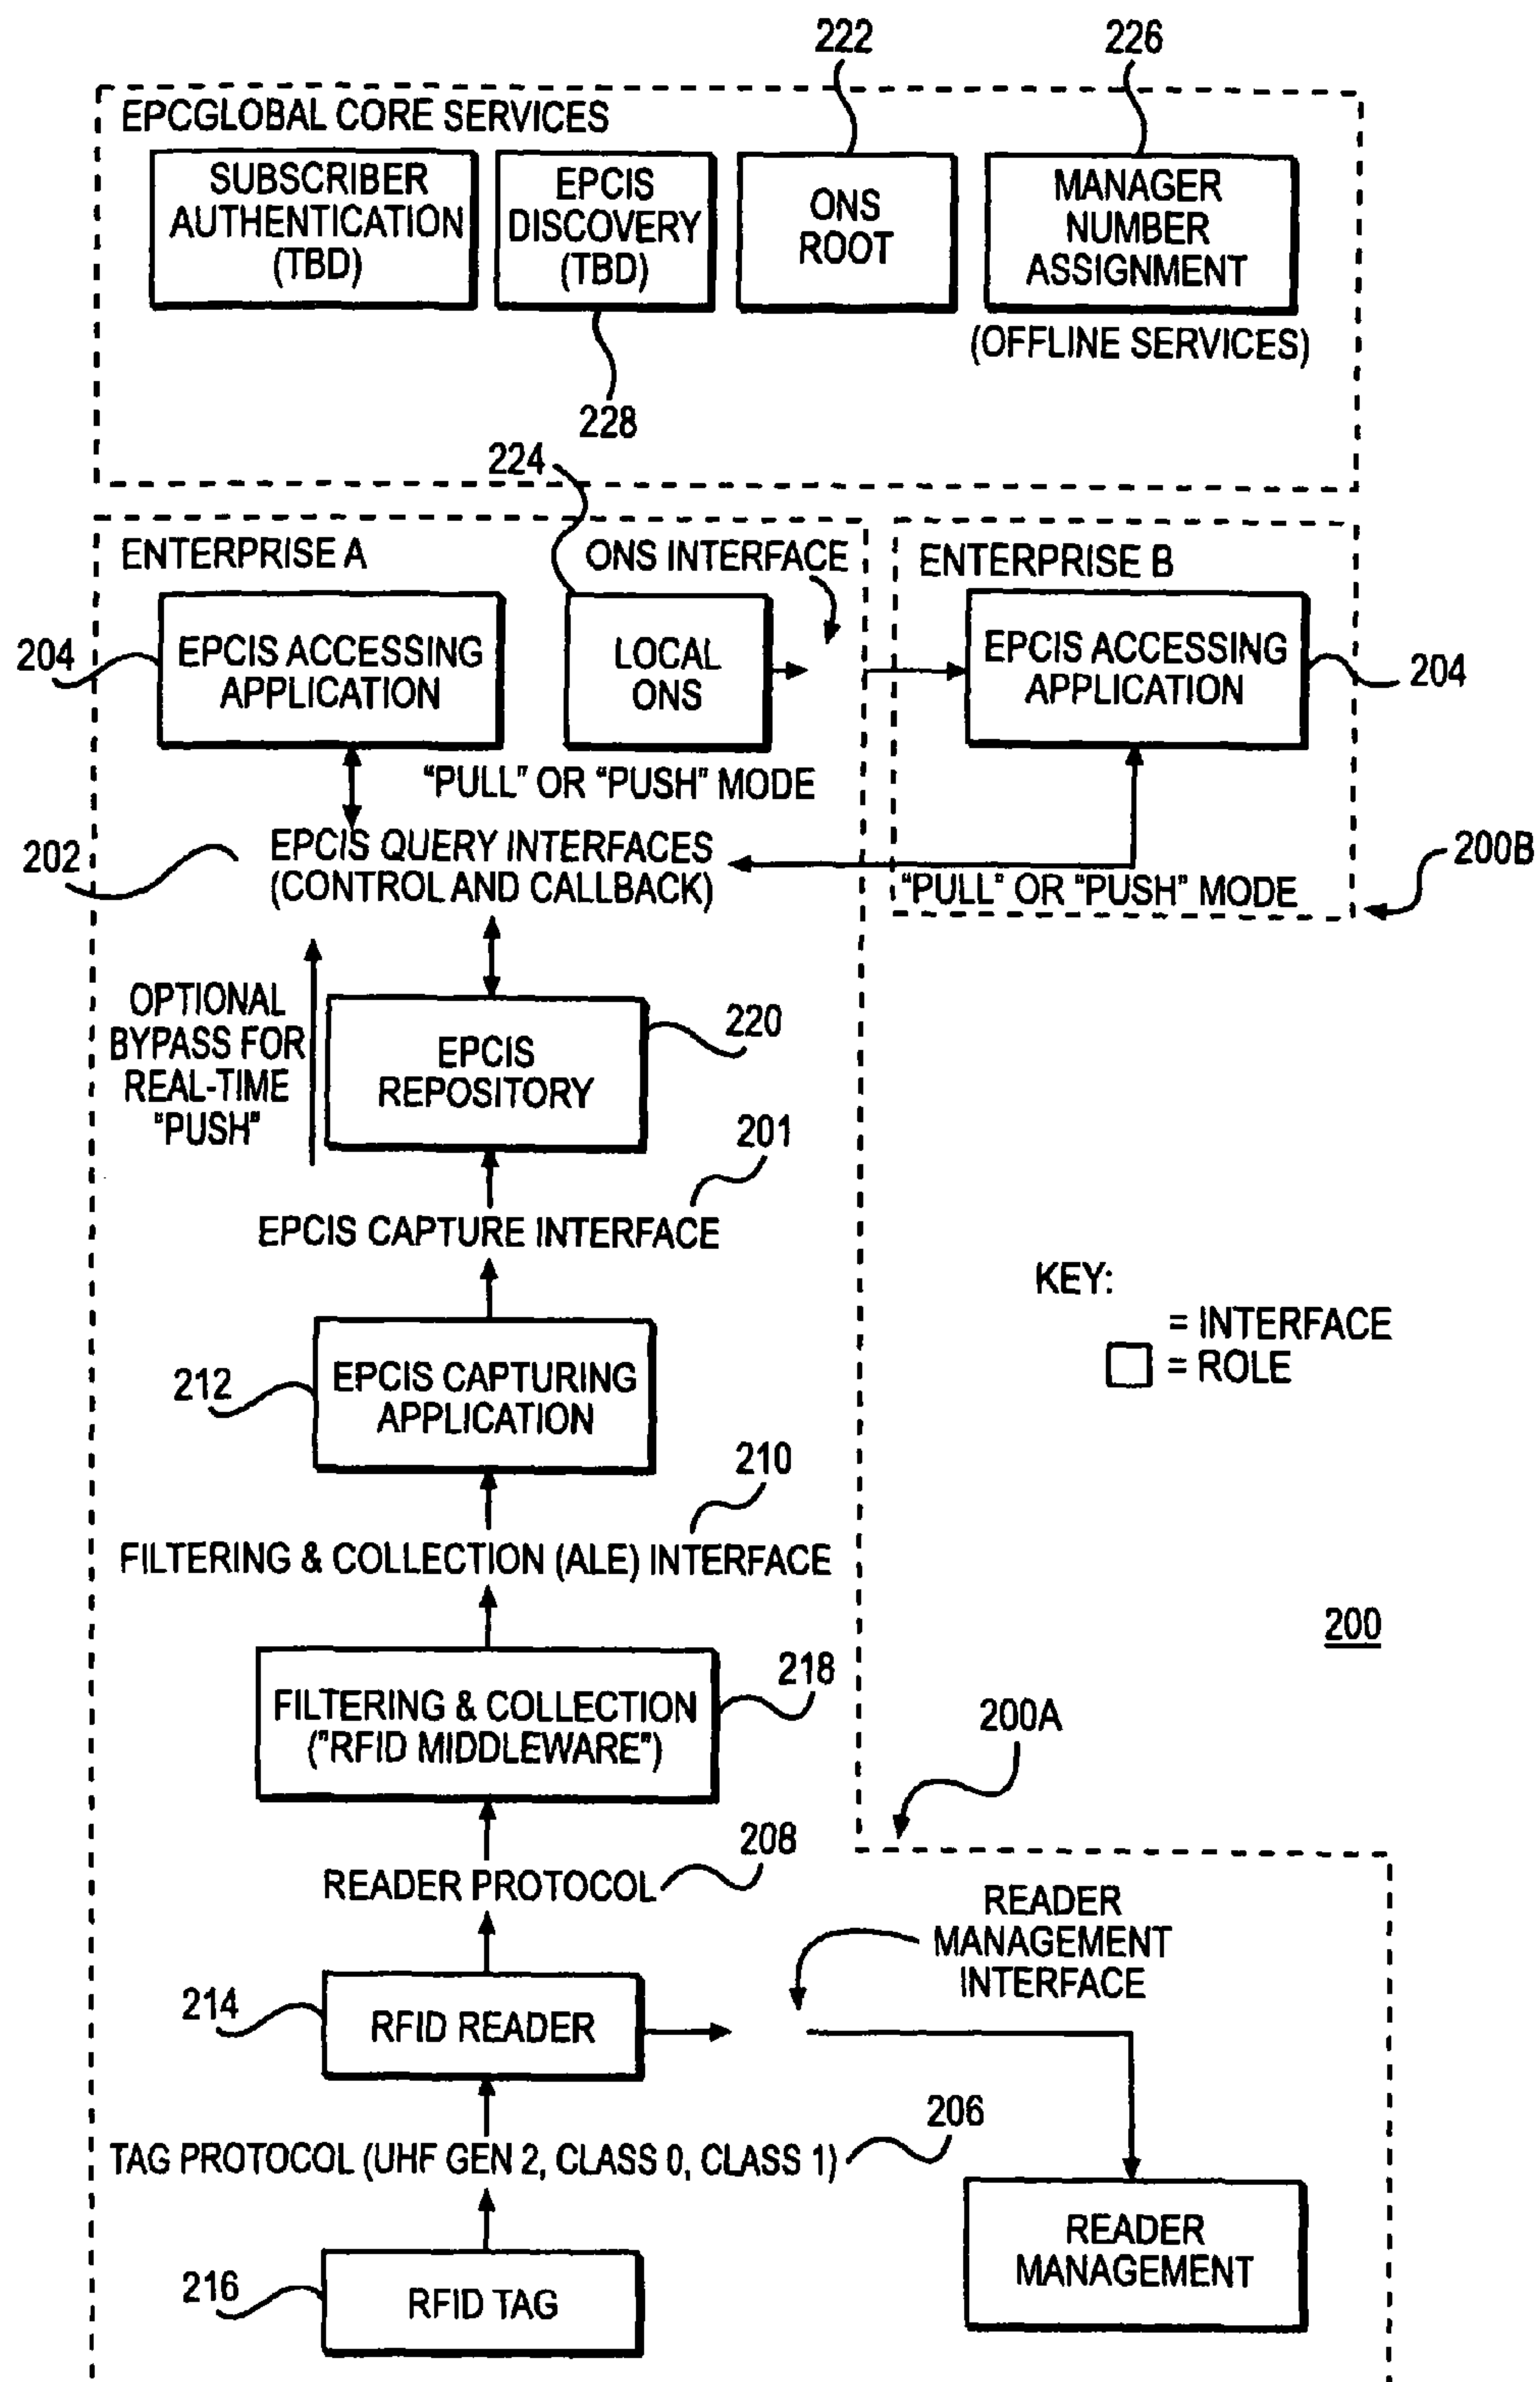 222
226
EPCGLOBAL CORE SERVICES
SUBSCRIBER
AUTHENTICATION
(TBD)
EPCIS
DISCOVERY
(TBD)
ONS
ROOT
MANAGER
NUMBER
ASSIGNMENT
(OFFLINE SERVICES)
228
224
ENTERPRISE A
ONS INTERFACE
ENTERPRISE B
204
EPCIS ACCESSING
APPLICATION
LOCAL
ONS
EPCIS ACCESSING
APPLICATION
204
"PULL" OR "PUSH" MODE
202
EPCIS QUERY INTERFACES
(CONTROL AND CALLBACK)
200B
"PULL" OR "PUSH" MODE
OPTIONAL
BYPASS FOR
REAL-TIME
"PUSH"
EPCIS
REPOSITORY
220
201
EPCIS CAPTURE INTERFACE
KEY:
= INTERFACE
= ROLE
212
EPCIS CAPTURING
APPLICATION
210
FILTERING & COLLECTION (ALE) INTERFACE
200
218
FILTERING & COLLECTION
("RFID MIDDLEWARE")
200A
208
READER PROTOCOL
READER
MANAGEMENT
INTERFACE
214
RFID READER
206
TAG PROTOCOL (UHF GEN 2, CLASS 0, CLASS 1)
READER
MANAGEMENT
216
RFID TAG